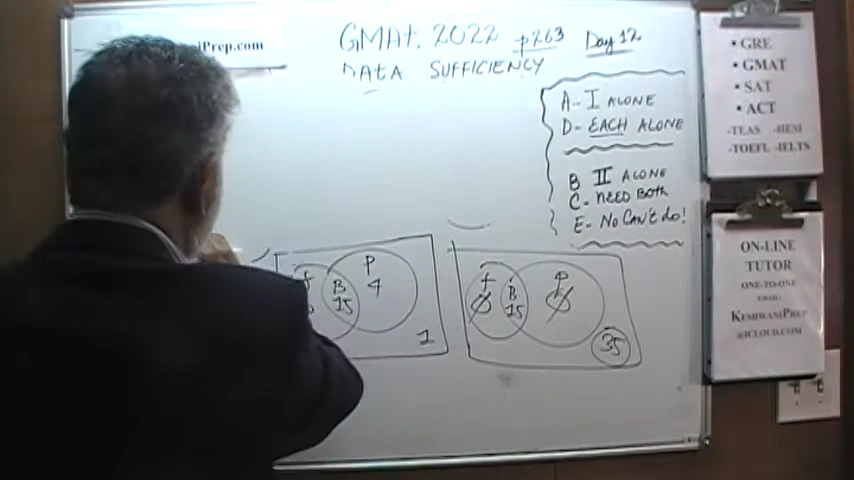 iPrep.com
GMAT. 2022 p263 Day 12
DATA SUFFICIENCY
A- I ALONE
D- EACH ALONE
B II ALONE
C- NEED BOTH
E- NO CAN'T do!
P
B
4
15
1
f
P
B
15
35
• GRE
• GMAT
• SAT
• ACT
-TEAS -HESI
-TOEFL -IELTS
ON-LINE
TUTOR
ONE-TO-ONE
EMAIL:
KESHWANIPREP
@ICLOUD.COM